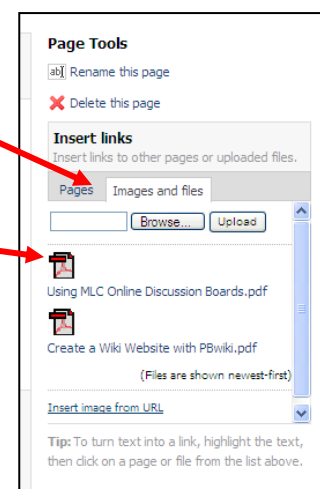 Page Tools
ab Rename this page
Delete this page
Insert links
Insert links to other pages or uploaded files.
Pages Images and files
Browse... Upload
Using MLC Online Discussion Boards.pdf
Create a Wiki Website with PBwiki.pdf
(Files are shown newest-first)
Insert image from URL
Tip: To turn text into a link, highlight the text,
then click on a page or file from the list above.